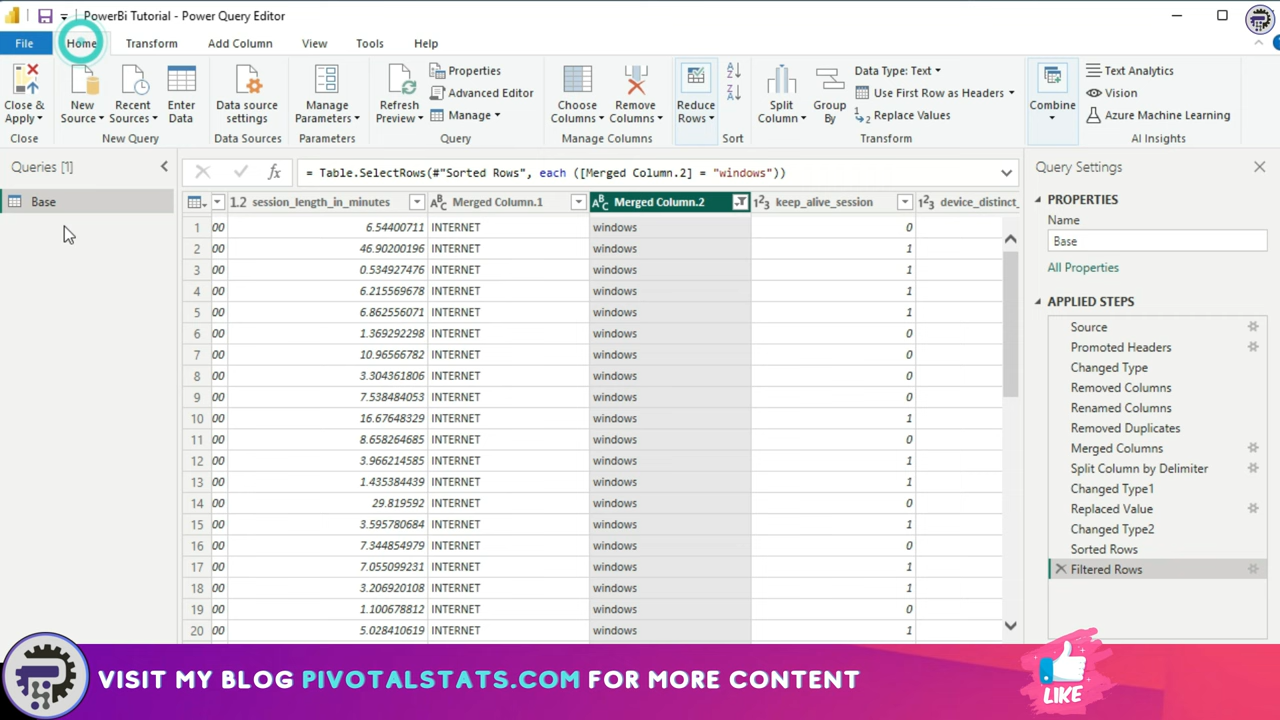 PowerBi Tutorial - Power Query Editor
File Home Transform Add Column View Tools Help
Close & Apply
New Source
Recent Sources
Enter Data
Data source settings
Manage Parameters
Refresh Preview
Properties
Advanced Editor
Manage
Choose Columns
Remove Columns
Reduce Rows
Split Column
Group By
Data Type: Text
Use First Row as Headers
Replace Values
Combine
Text Analytics
Vision
Azure Machine Learning
Close New Query Data Sources Parameters Query Manage Columns Sort Transform AI Insights
Queries [1]
Base
fx = Table.SelectRows(#"Sorted Rows", each ([Merged Column.2] = "windows"))
1.2 session_length_in_minutes ABC Merged Column.1 ABC Merged Column.2 123 keep_alive_session 123 device_distinct_
1 00 6.54400711 INTERNET windows 0
2 00 46.90200196 INTERNET windows 1
3 00 0.534927476 INTERNET windows 1
4 00 6.215569678 INTERNET windows 1
5 00 6.862556071 INTERNET windows 1
6 00 1.369292298 INTERNET windows 0
7 00 10.96566782 INTERNET windows 0
8 00 3.304361806 INTERNET windows 0
9 00 7.538484053 INTERNET windows 0
10 00 16.67648329 INTERNET windows 1
11 00 8.658264685 INTERNET windows 0
12 00 3.966214585 INTERNET windows 1
13 00 1.435384439 INTERNET windows 1
14 00 29.819592 INTERNET windows 0
15 00 3.595780684 INTERNET windows 1
16 00 7.344854979 INTERNET windows 0
17 00 7.055099231 INTERNET windows 1
18 00 3.206920108 INTERNET windows 1
19 00 1.100678812 INTERNET windows 0
20 00 5.028410619 INTERNET windows 1
Query Settings
PROPERTIES
Name
Base
All Properties
APPLIED STEPS
Source
Promoted Headers
Changed Type
Removed Columns
Renamed Columns
Removed Duplicates
Merged Columns
Split Column by Delimiter
Changed Type1
Replaced Value
Changed Type2
Sorted Rows
Filtered Rows
VISIT MY BLOG PIVOTALSTATS.COM FOR MORE CONTENT
LIKE